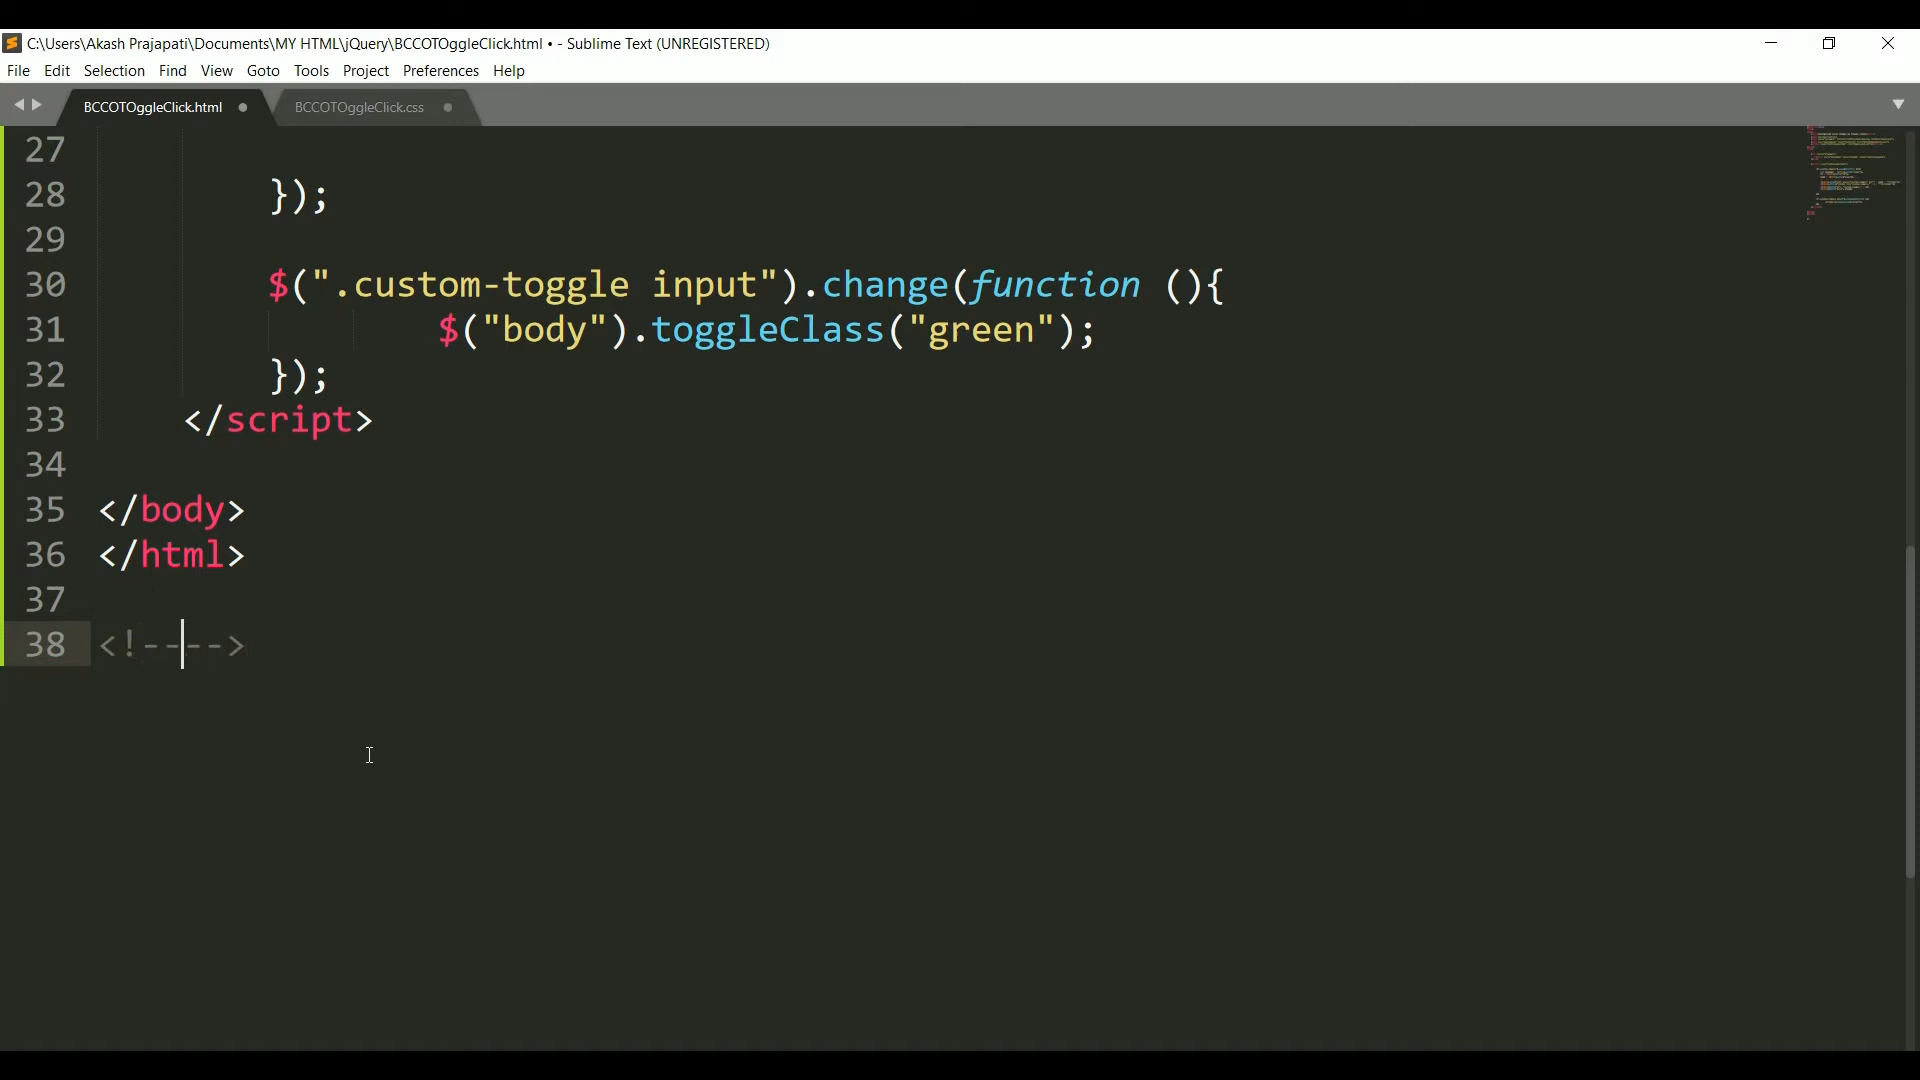 C:\Users\Akash Prajapati\Documents\MY HTML\jQuery\BCCOTOggleClick.html • - Sublime Text (UNREGISTERED)
File Edit Selection Find View Goto Tools Project Preferences Help
BCCOTOggleClick.html BCCOTOggleClick.css
27
28 });
29
30 $(".custom-toggle input").change(function (){
31 $("body").toggleClass("green");
32 });
33 </script>
34
35 </body>
36 </html>
37
38 <!---->